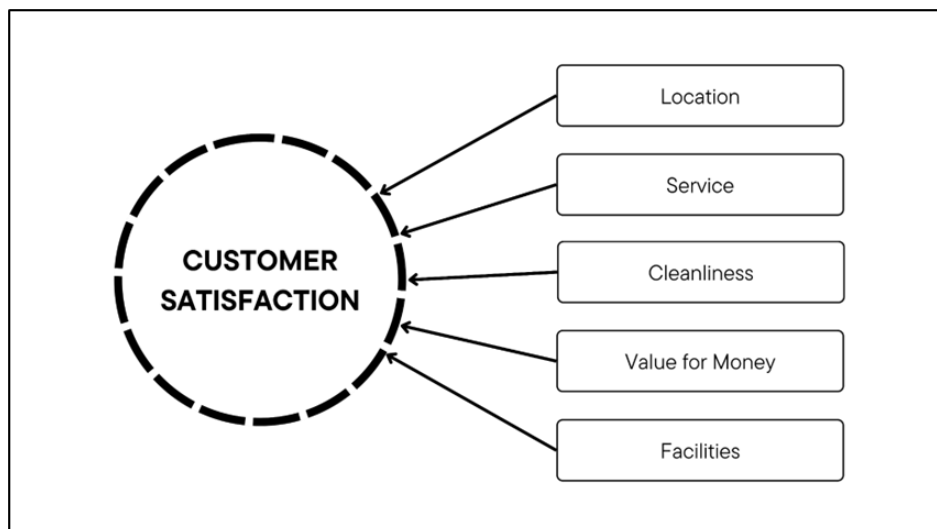 CUSTOMER
SATISFACTION
Location
Service
Cleanliness
Value for Money
Facilities